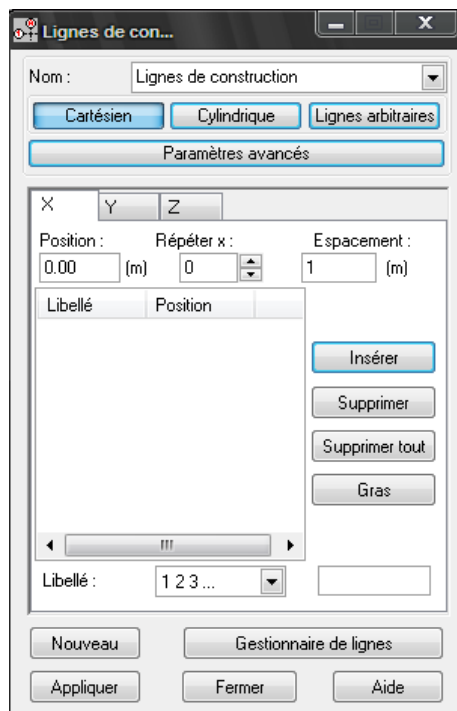 Lignes de con...
Nom : Lignes de construction
Cartésien Cylindrique Lignes arbitraires
Paramètres avancés
X Y Z
Position : Répéter x : Espacement :
0.00 (m) 0 1 (m)
Libellé Position
Insérer
Supprimer
Supprimer tout
Gras
Libellé : 1 2 3 ...
Nouveau Gestionnaire de lignes
Appliquer Fermer Aide